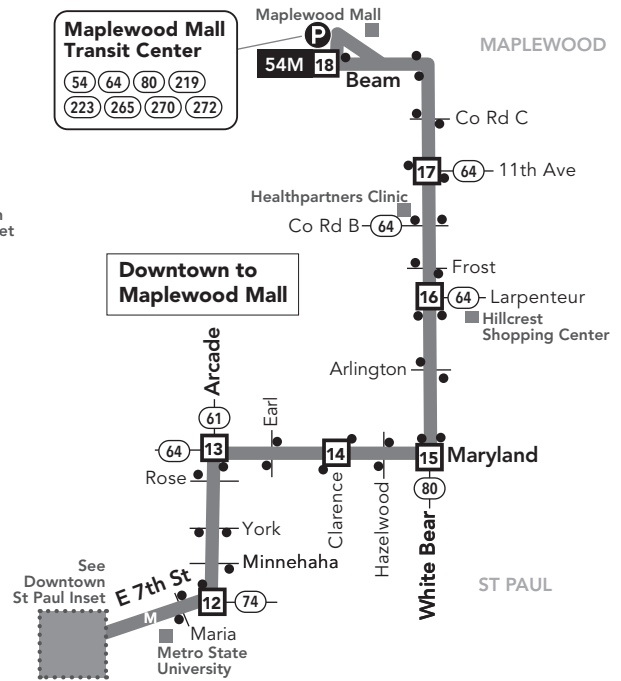 Maplewood Mall
Maplewood Mall
Transit Center
54 64 80 219
223 265 270 272
P
54M 18
Beam
MAPLEWOOD
Co Rd C
17 64 11th Ave
Healthpartners Clinic
Co Rd B 64
et
Frost
16 64 Larpenteur
Hillcrest
Shopping Center
Downtown to
Maplewood Mall
Arlington
Arcade
61
Earl
64 13
14
15 Maryland
80
Rose
Clarence
Hazelwood
White Bear
York
Minnehaha
See
Downtown
St Paul Inset
E 7th St
M
12 74
Maria
Metro State
University
ST PAUL